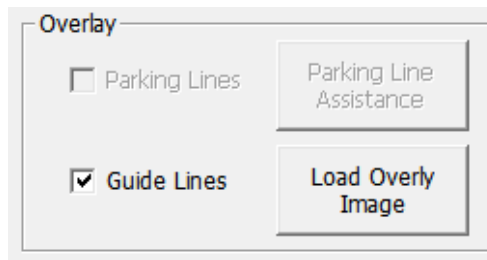 Overlay
Parking Lines
Parking Line
Assistance
Guide Lines
Load Overly
Image